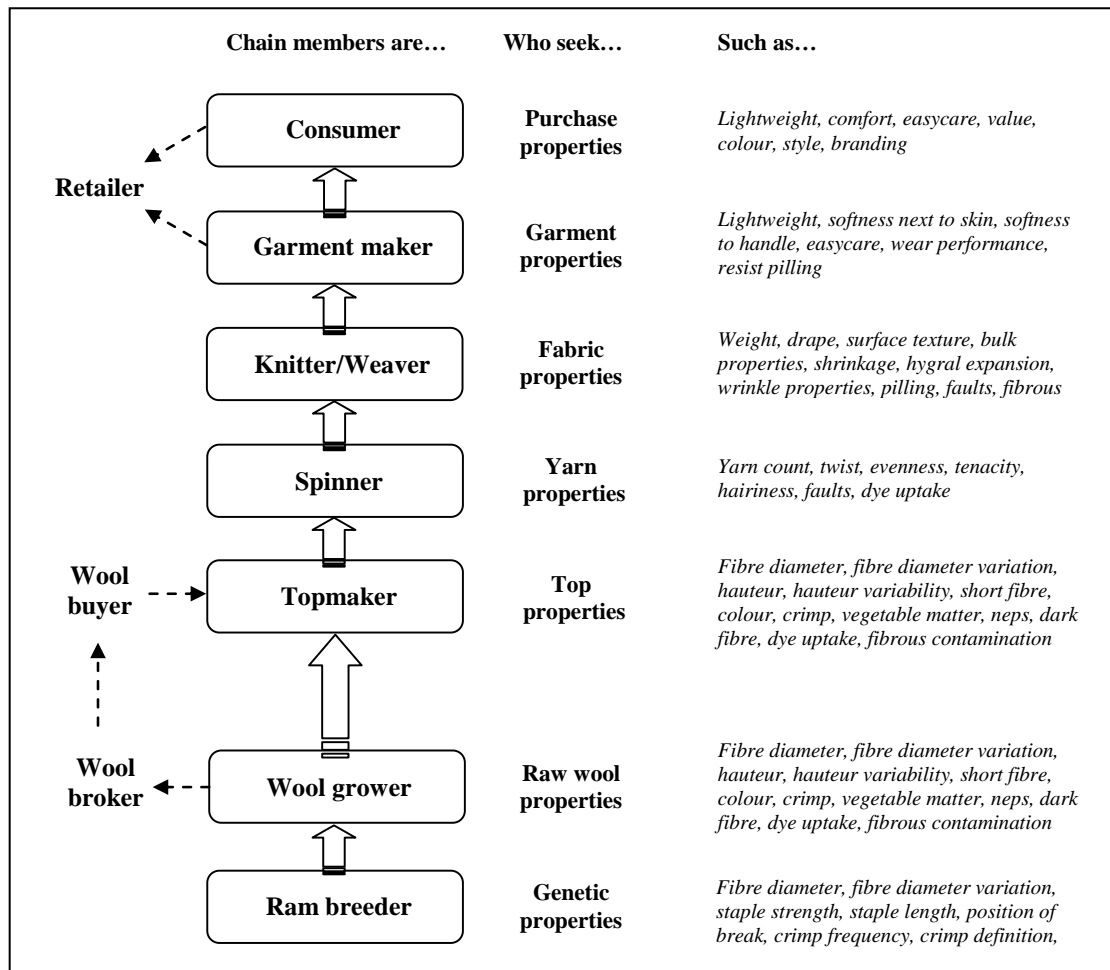 Chain members are…
Who seek…
Such as…
Consumer
Purchase
properties
Lightweight, comfort, easycare, value,
colour, style, branding
Retailer
Garment maker
Garment
properties
Lightweight, softness next to skin, softness
to handle, easycare, wear performance,
resist pilling
Knitter/Weaver
Fabric
properties
Weight, drape, surface texture, bulk
properties, shrinkage, hygral expansion,
wrinkle properties, pilling, faults, fibrous
Spinner
Yarn
properties
Yarn count, twist, evenness, tenacity,
hairiness, faults, dye uptake
Wool
buyer
Topmaker
Top
properties
Fibre diameter, fibre diameter variation,
hauteur, hauteur variability, short fibre,
colour, crimp, vegetable matter, neps, dark
fibre, dye uptake, fibrous contamination
Wool
broker
Wool grower
Raw wool
properties
Fibre diameter, fibre diameter variation,
hauteur, hauteur variability, short fibre,
colour, crimp, vegetable matter, neps, dark
fibre, dye uptake, fibrous contamination
Ram breeder
Genetic
properties
Fibre diameter, fibre diameter variation,
staple strength, staple length, position of
break, crimp frequency, crimp definition,